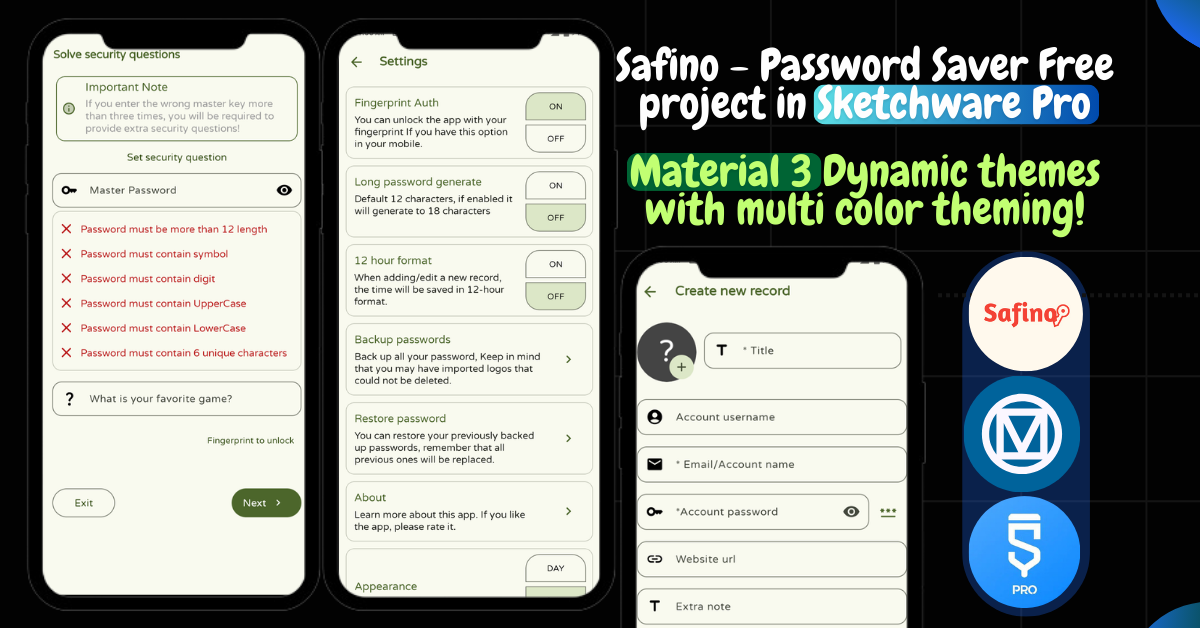 Solve security questions
Important Note
If you enter the wrong master key more
than three times, you will be required to
provide extra security questions!
Set security question
Master Password
Password must be more than 12 length
Password must contain symbol
Password must contain digit
Password must contain UpperCase
Password must contain LowerCase
Password must contain 6 unique characters
What is your favorite game?
Fingerprint to unlock
Exit
Next
Settings
Fingerprint Auth
You can unlock the app with your
fingerprint If you have this option
in your mobile.
ON
OFF
Long password generate
Default 12 characters, if enabled it
will generate to 18 characters
ON
OFF
12 hour format
When adding/edit a new record,
the time will be saved in 12-hour
format.
ON
OFF
Backup passwords
Back up all your password, Keep in mind
that you may have imported logos that
could not be deleted.
Restore password
You can restore your previously backed
up passwords, remember that all
previous ones will be replaced.
About
Learn more about this app. If you like
the app, please rate it.
Appearance
DAY
Safino - Password Saver Free
project in Sketchware Pro
Material 3 Dynamic themes
with multi color theming!
Create new record
* Title
Account username
* Email/Account name
*Account password
Website url
Extra note
Safino
PRO